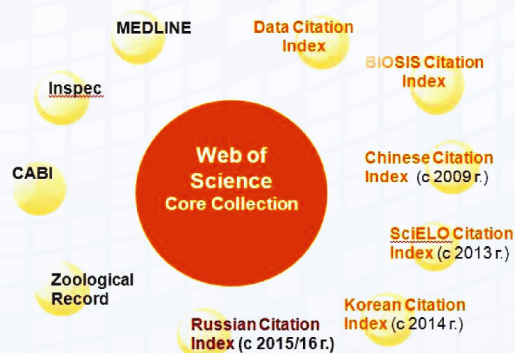 MEDLINE
Data Citation
Index
BIOSIS Citation
Index
Inspec
Web of
Science
Core Collection
Chinese Citation
Index (с 2009 г.)
CABI
SciELO Citation
Index (с 2013 г.)
Zoological
Record
Korean Citation
Index (с 2014 г.)
Russian Citation
Index (с 2015/16 г.)